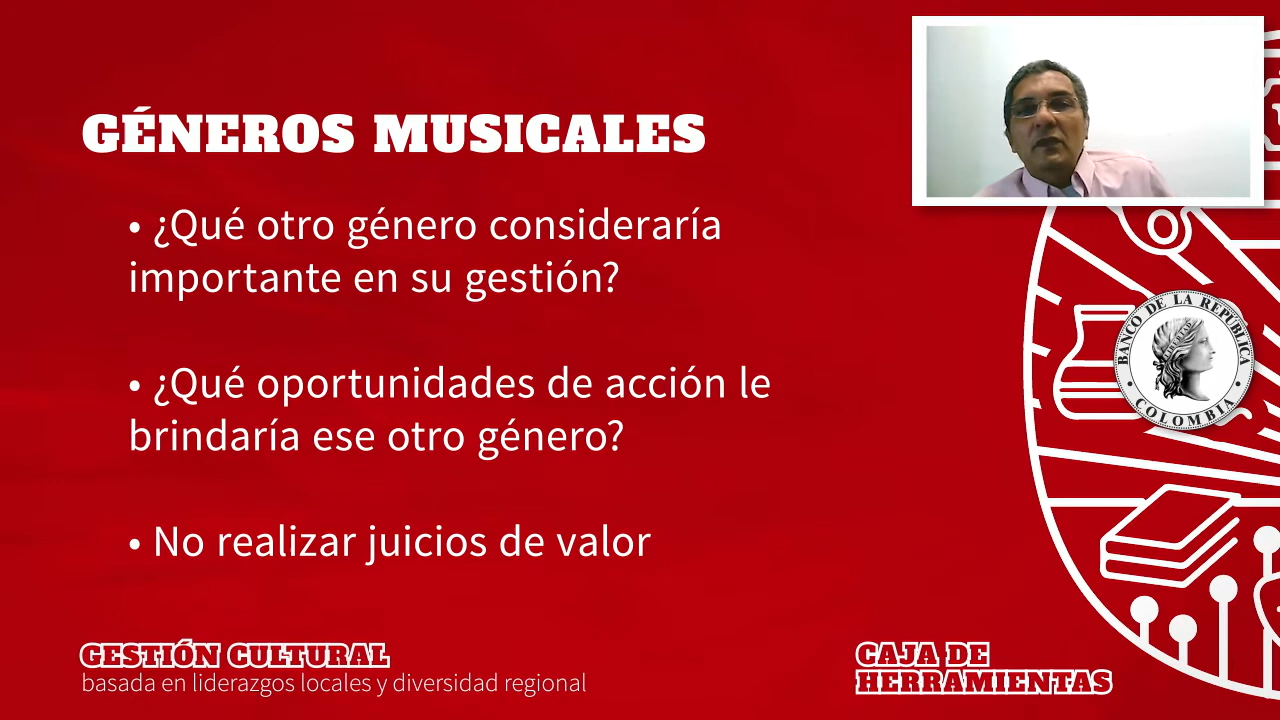 GÉNEROS MUSICALES
• ¿Qué otro género consideraría
importante en su gestión?
• ¿Qué oportunidades de acción le
brindaría ese otro género?
• No realizar juicios de valor
BANCO DE LA REPÚBLICA
LIBERTAD
• COLOMBIA •
GESTIÓN CULTURAL
basada en liderazgos locales y diversidad regional
CAJA DE
HERRAMIENTAS